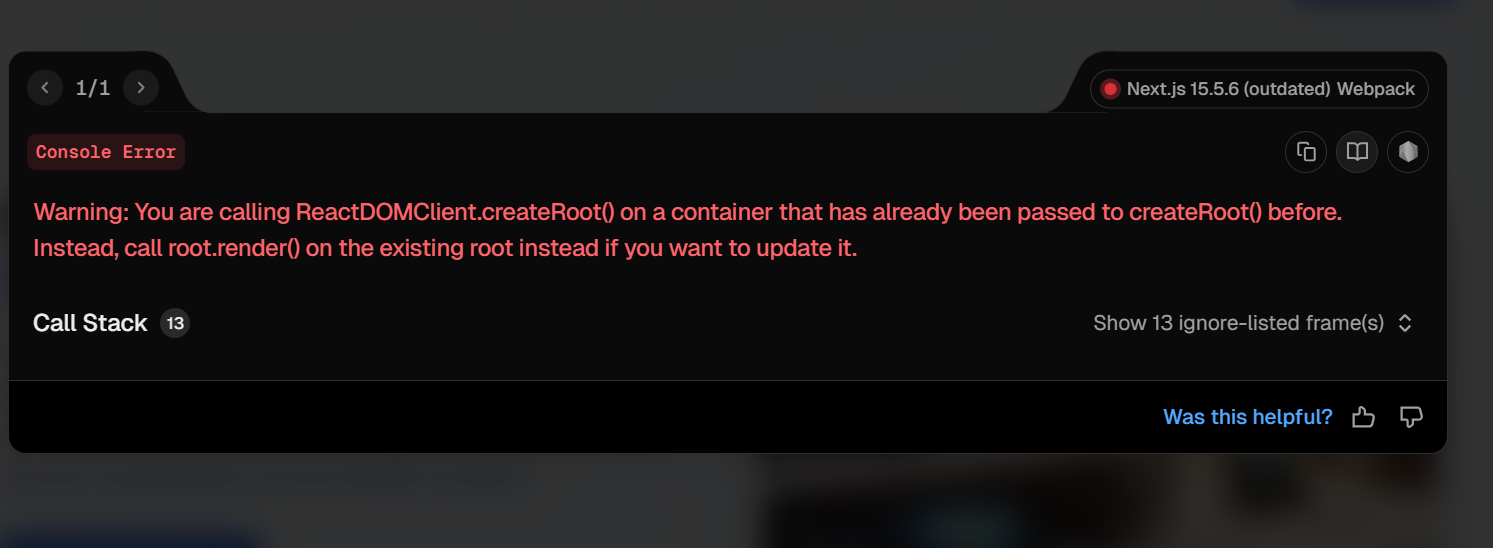 1/1
Next.js 15.5.6 (outdated) Webpack
Console Error
Warning: You are calling ReactDOMClient.createRoot() on a container that has already been passed to createRoot() before.
Instead, call root.render() on the existing root instead if you want to update it.
Call Stack 13
Show 13 ignore-listed frame(s)
Was this helpful?